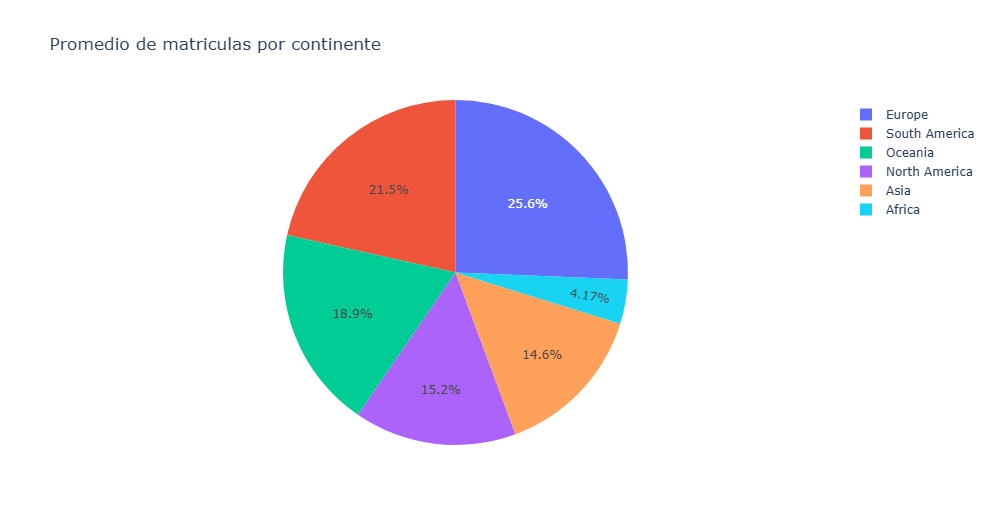 Promedio de matriculas por continente
Europe
South America
Oceania
North America
Asia
Africa
21.5%
25.6%
4.17%
18.9%
14.6%
15.2%